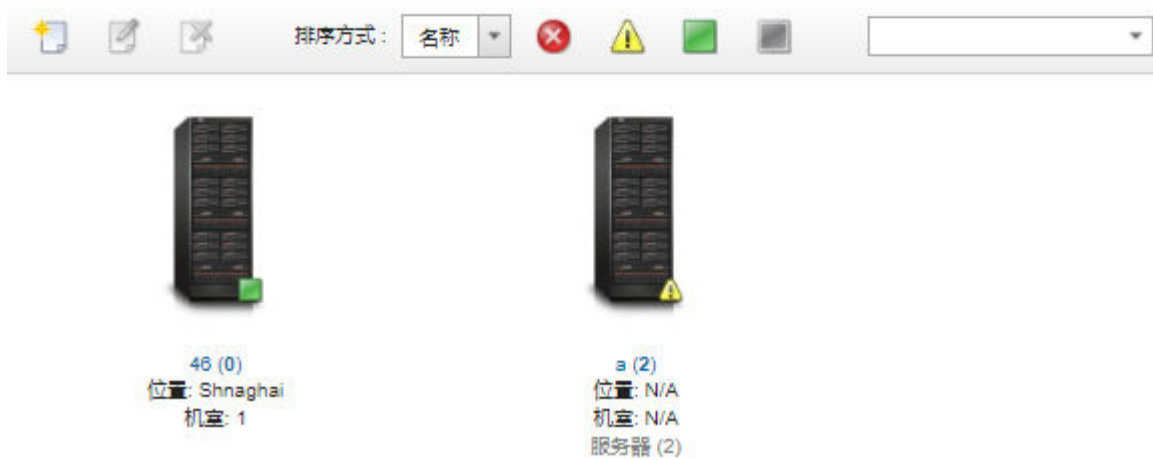 排序方式： 名称
46 (0)
位置: Shnaghai
机室: 1
a (2)
位置: N/A
机室: N/A
服务器 (2)